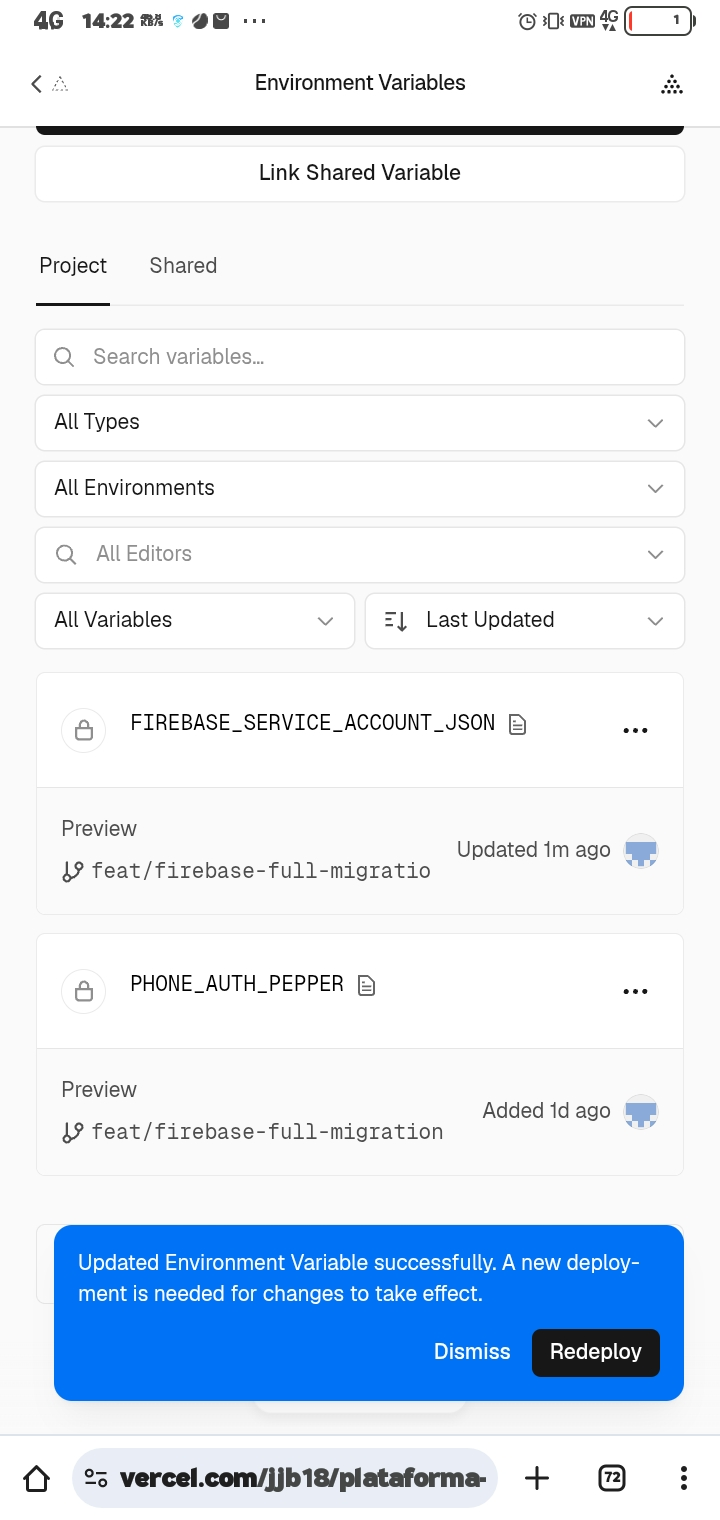 4G 14:22 KB/s VPN 4G 1
Environment Variables
Link Shared Variable
Project Shared
Search variables...
All Types
All Environments
All Editors
All Variables Last Updated
FIREBASE_SERVICE_ACCOUNT_JSON
Preview
Updated 1m ago
feat/firebase-full-migratio
PHONE_AUTH_PEPPER
Preview
Added 1d ago
feat/firebase-full-migration
Updated Environment Variable successfully. A new deploy-
ment is needed for changes to take effect.
Dismiss Redeploy
vercel.com/jjb18/plataforma- 72